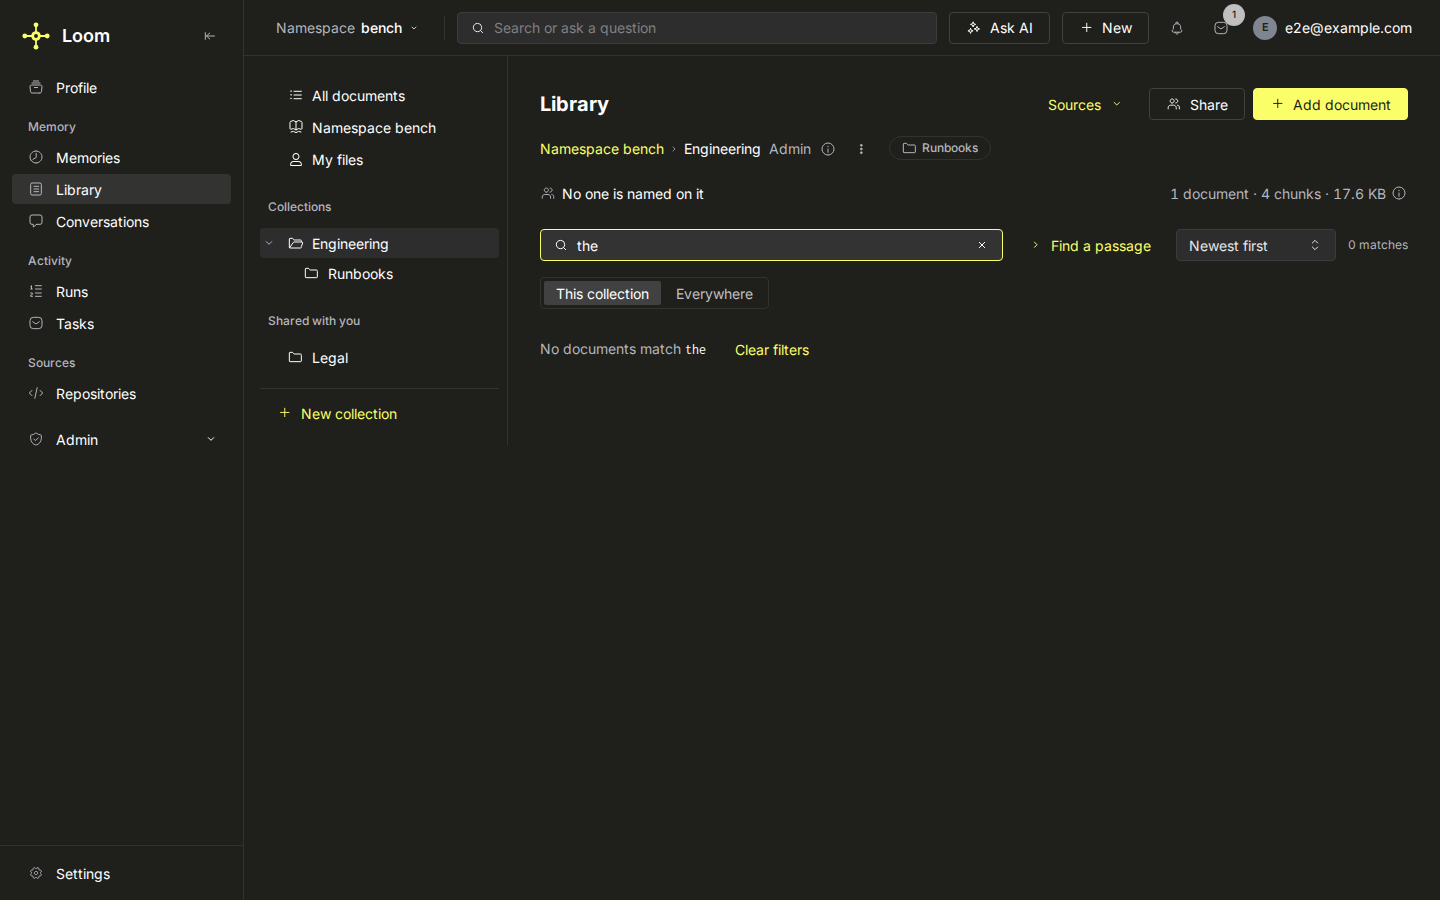 Loom
Profile
Memory
Memories
Library
Conversations
Activity
Runs
Tasks
Sources
Repositories
Admin
Settings
Namespace bench
Search or ask a question
Ask AI
New
1
E
e2e@example.com
All documents
Namespace bench
My files
Collections
Engineering
Runbooks
Shared with you
Legal
New collection
Library
Sources
Share
Add document
Namespace bench › Engineering Admin
Runbooks
No one is named on it
1 document · 4 chunks · 17.6 KB
the
Find a passage
Newest first
0 matches
This collection
Everywhere
No documents match the
Clear filters